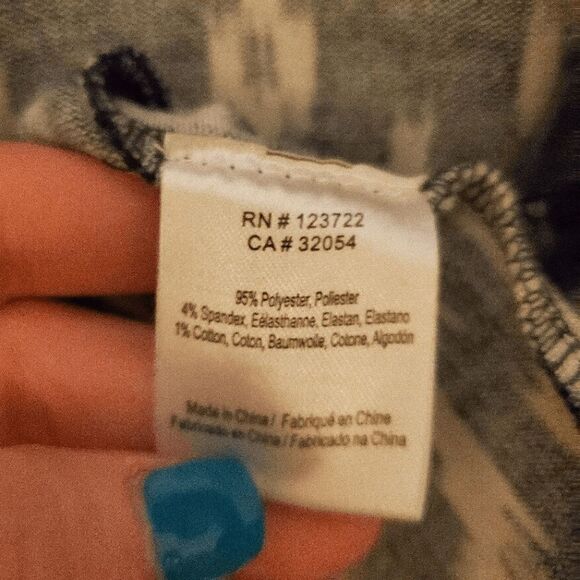 RN # 123722
CA # 32054
95% Polyester, Poliester
4% Spandex, Eelasthanne, Elastan, Elastano
1% Cotton, Coton, Baumwolle, Cotone, Algodón
Made in China / Fabriqué en Chine
Fabricado en China / Fabricado na China